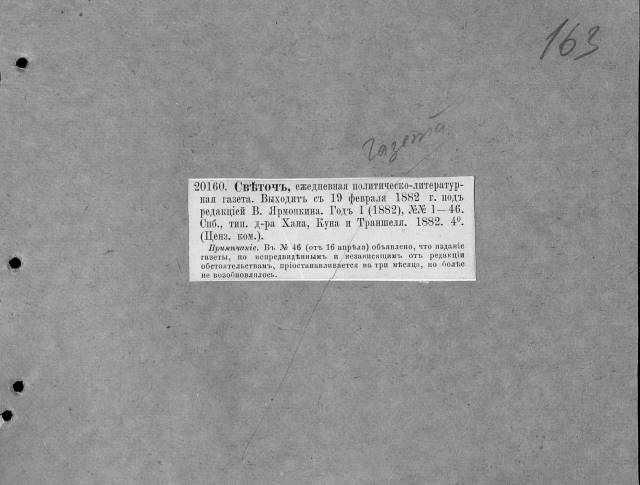 163
газета
20160. Свѣточъ, ежедневная политическо-литератур-
ная газета. Выходитъ съ 19 февраля 1882 г. подъ
редакціей В. Ярмонкина. Годъ I (1882), №№ 1—46.
Спб., тип. д-ра Хана, Куна и Траншеля. 1882. 4⁰.
(Ценз. ком.).
Примѣчаніе. Въ № 46 (отъ 16 апрѣля) объявлено, что изданіе
газеты, по непредвидѣннымъ и независящимъ отъ редакціи
обстоятельствамъ, пріостанавливается на три мѣсяца, но болѣе
не возобновлялось.